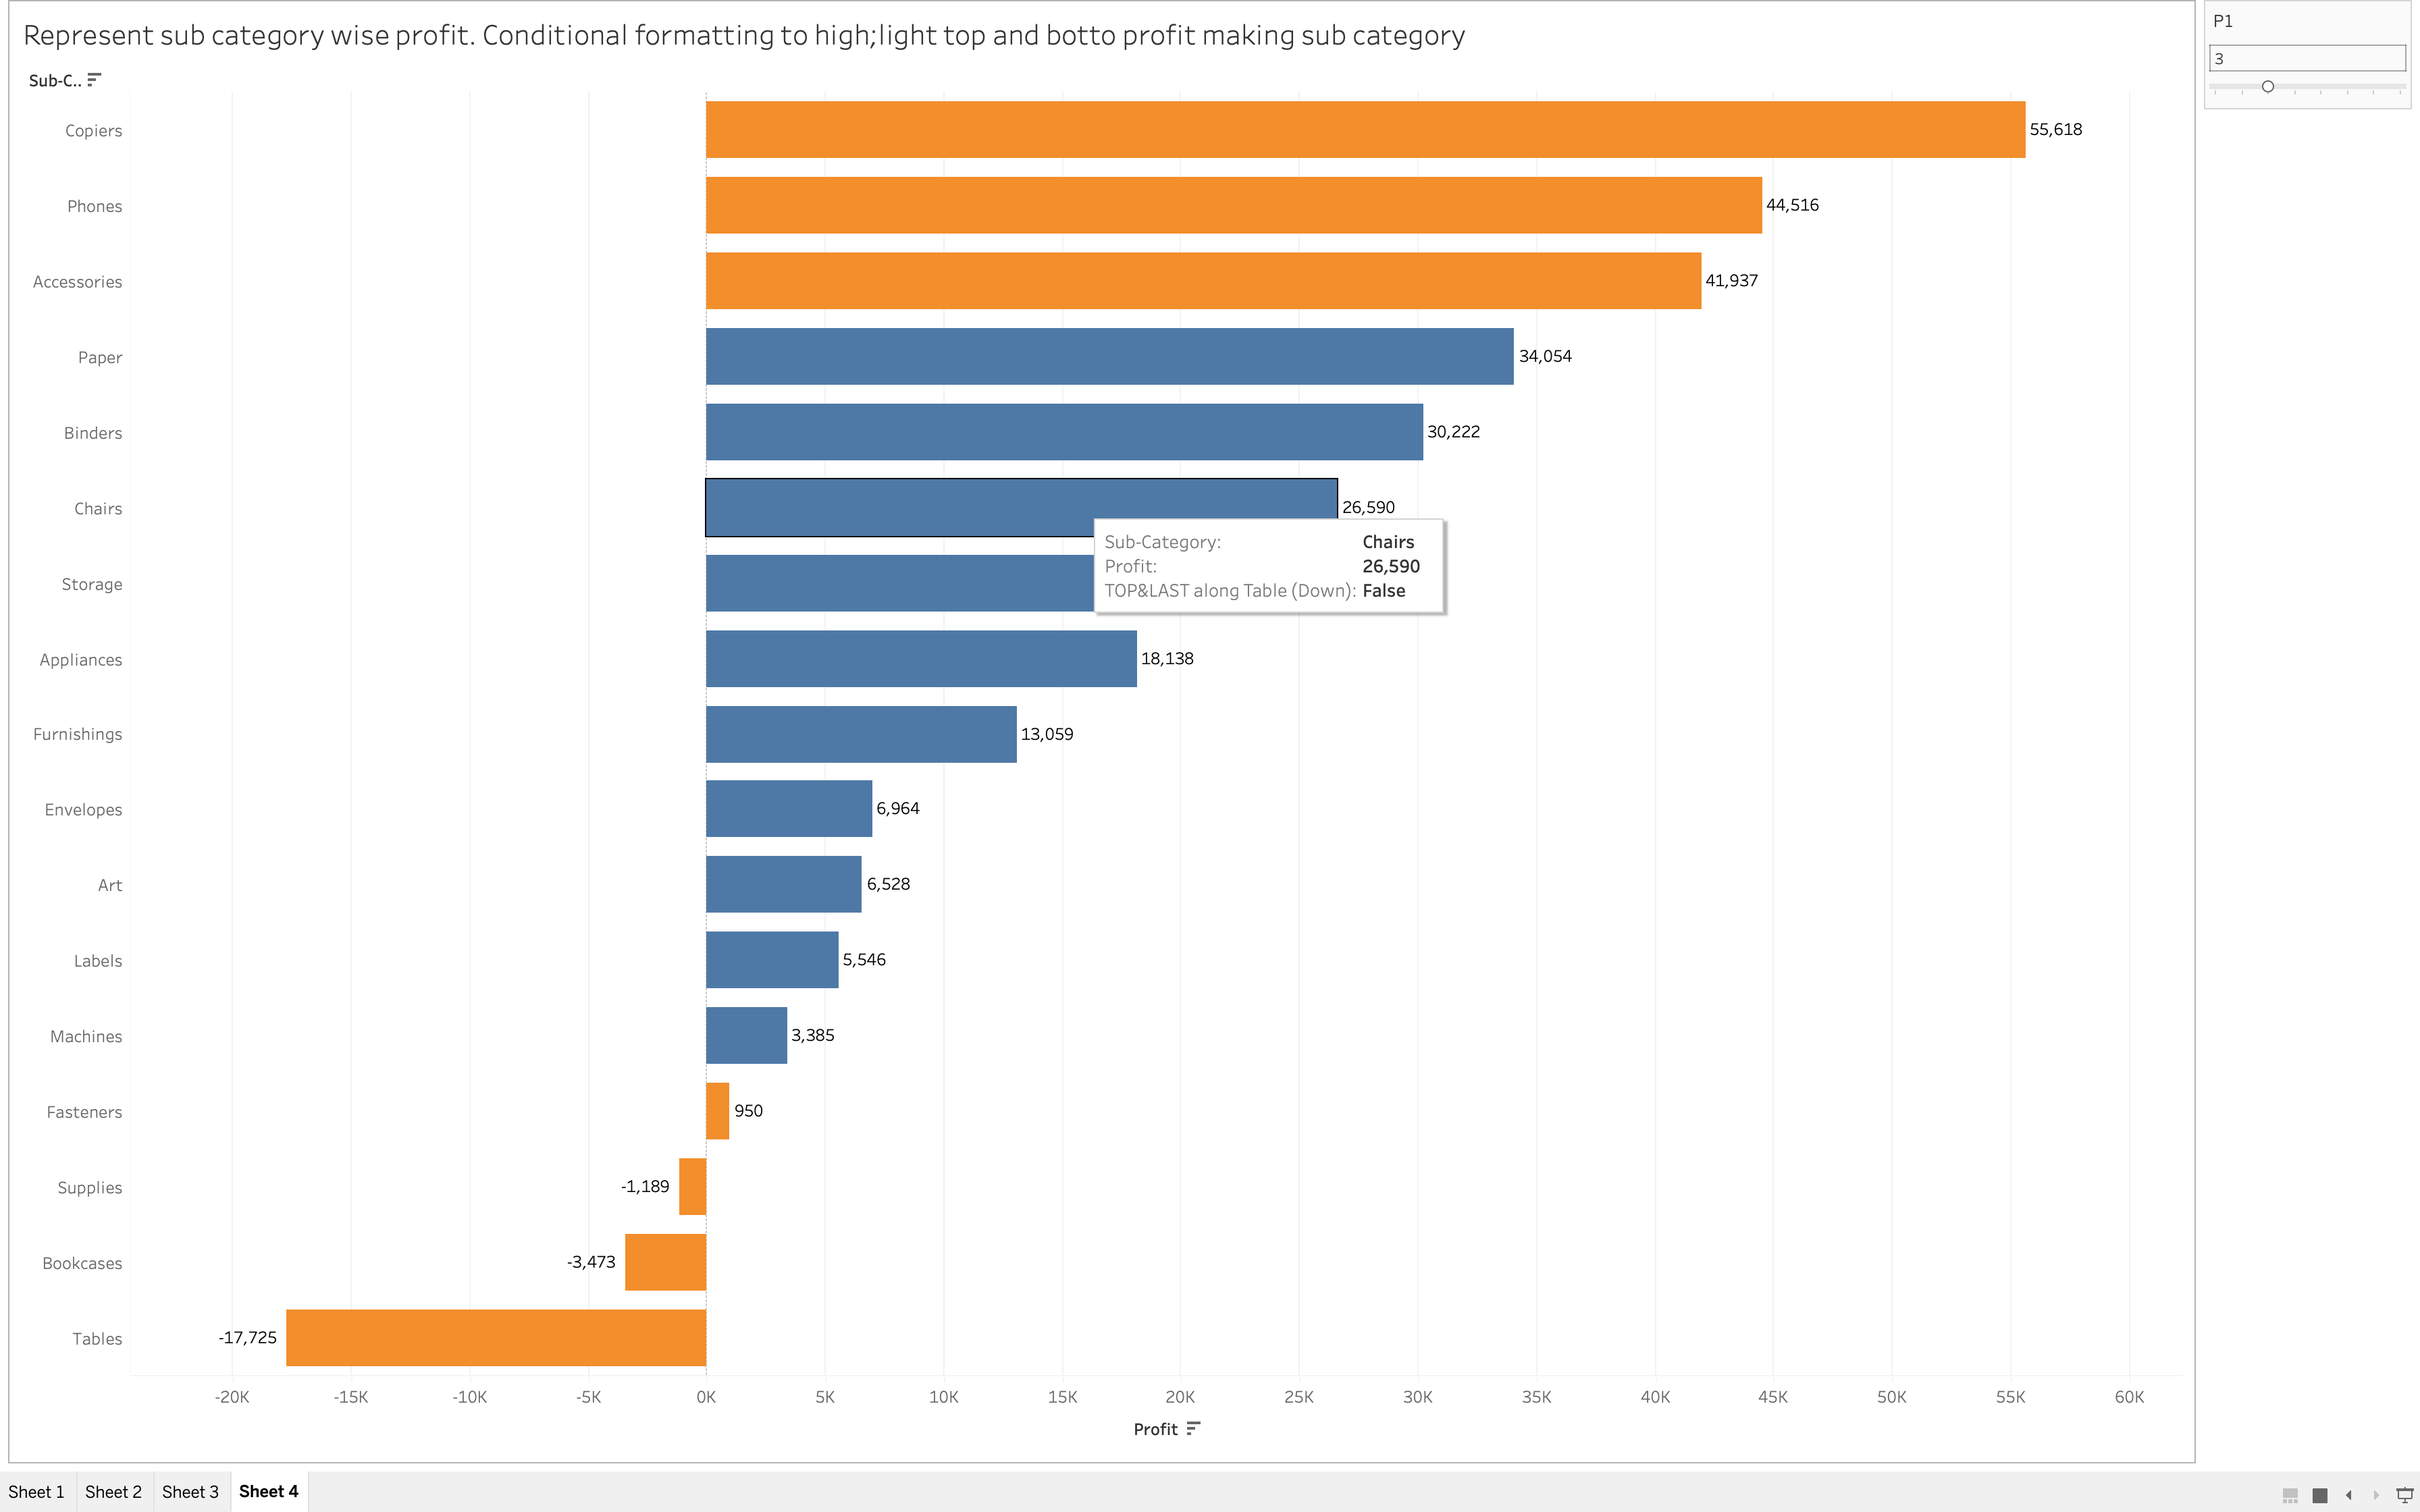 Represent sub category wise profit. Conditional formatting to high;light top and botto profit making sub category
P1
3
Sub-C..
Copiers 55,618
Phones 44,516
Accessories 41,937
Paper 34,054
Binders 30,222
Chairs 26,590
Sub-Category: Chairs
Profit: 26,590
TOP&LAST along Table (Down): False
Storage
Appliances 18,138
Furnishings 13,059
Envelopes 6,964
Art 6,528
Labels 5,546
Machines 3,385
Fasteners 950
Supplies -1,189
Bookcases -3,473
Tables -17,725
-20K -15K -10K -5K 0K 5K 10K 15K 20K 25K 30K 35K 40K 45K 50K 55K 60K
Profit
Sheet 1 Sheet 2 Sheet 3 Sheet 4